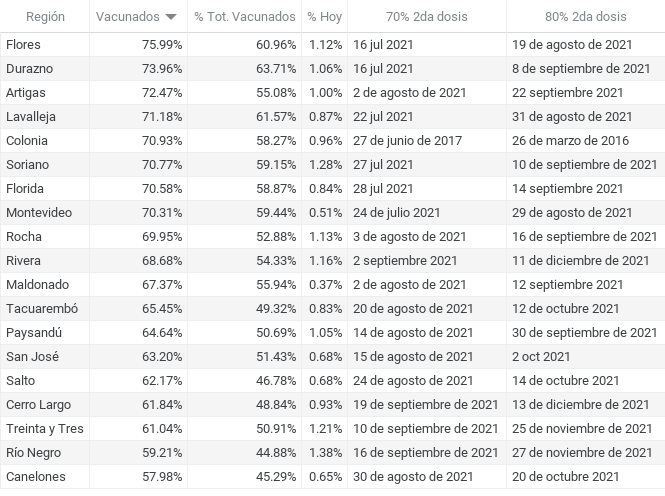 Región Vacunados % Tot. Vacunados % Hoy 70% 2da dosis 80% 2da dosis
Flores 75.99% 60.96% 1.12% 16 jul 2021 19 de agosto de 2021
Durazno 73.96% 63.71% 1.06% 16 jul 2021 8 de septiembre de 2021
Artigas 72.47% 55.08% 1.00% 2 de agosto de 2021 22 septiembre 2021
Lavalleja 71.18% 61.57% 0.87% 22 jul 2021 31 de agosto de 2021
Colonia 70.93% 58.27% 0.96% 27 de junio de 2017 26 de marzo de 2016
Soriano 70.77% 59.15% 1.28% 27 jul 2021 10 de septiembre de 2021
Florida 70.58% 58.87% 0.84% 28 jul 2021 14 septiembre 2021
Montevideo 70.31% 59.44% 0.51% 24 de julio 2021 29 de agosto de 2021
Rocha 69.95% 52.88% 1.13% 3 de agosto de 2021 16 de septiembre de 2021
Rivera 68.68% 54.33% 1.16% 2 septiembre 2021 11 de diciembre de 2021
Maldonado 67.37% 55.94% 0.37% 2 de agosto de 2021 12 septiembre 2021
Tacuarembó 65.45% 49.32% 0.83% 20 de agosto de 2021 12 de octubre 2021
Paysandú 64.64% 50.69% 1.05% 14 de agosto de 2021 30 de septiembre de 2021
San José 63.20% 51.43% 0.68% 15 de agosto de 2021 2 oct 2021
Salto 62.17% 46.78% 0.68% 24 de agosto de 2021 14 de octubre 2021
Cerro Largo 61.84% 48.84% 0.93% 19 de septiembre de 2021 13 de diciembre de 2021
Treinta y Tres 61.04% 50.91% 1.21% 10 de septiembre de 2021 25 de noviembre de 2021
Río Negro 59.21% 44.88% 1.38% 16 de septiembre de 2021 27 de noviembre de 2021
Canelones 57.98% 45.29% 0.65% 30 de agosto de 2021 20 de octubre de 2021